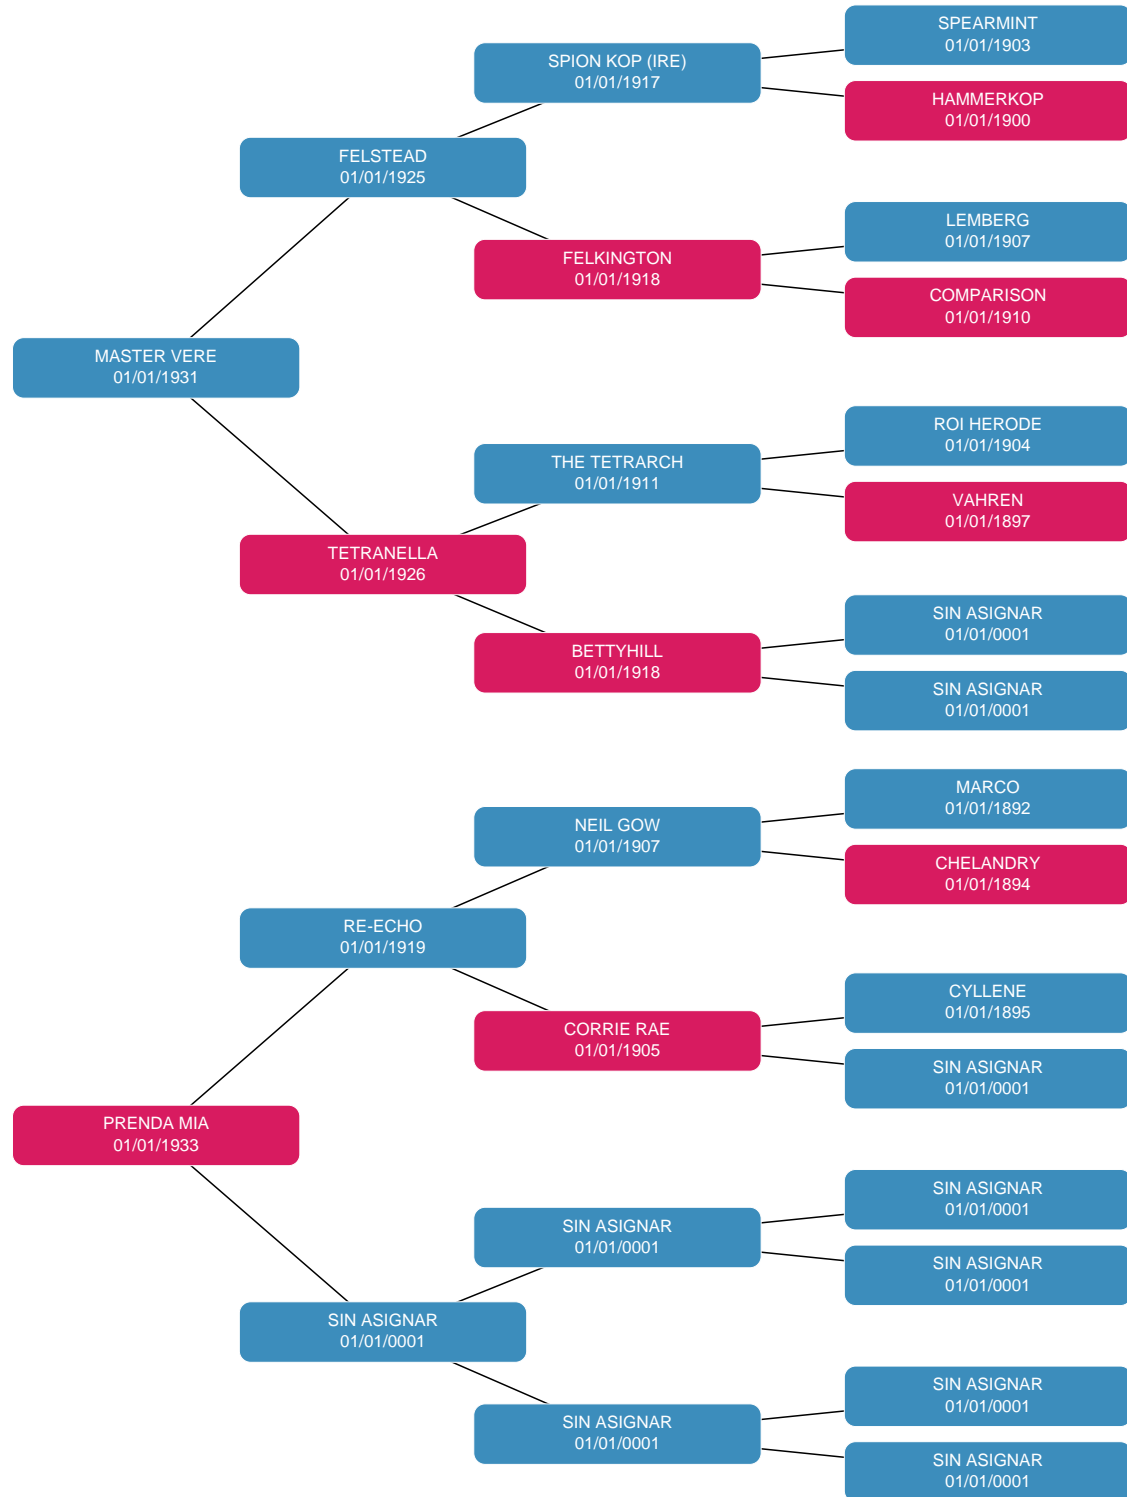 SPEARMINT
01/01/1903
SPION KOP (IRE)
01/01/1917
HAMMERKOP
01/01/1900
FELSTEAD
01/01/1925
LEMBERG
01/01/1907
FELKINGTON
01/01/1918
COMPARISON
01/01/1910
MASTER VERE
01/01/1931
ROI HERODE
01/01/1904
THE TETRARCH
01/01/1911
VAHREN
01/01/1897
TETRANELLA
01/01/1926
SIN ASIGNAR
01/01/0001
BETTYHILL
01/01/1918
SIN ASIGNAR
01/01/0001
MARCO
01/01/1892
NEIL GOW
01/01/1907
CHELANDRY
01/01/1894
RE-ECHO
01/01/1919
CYLLENE
01/01/1895
CORRIE RAE
01/01/1905
SIN ASIGNAR
01/01/0001
PRENDA MIA
01/01/1933
SIN ASIGNAR
01/01/0001
SIN ASIGNAR
01/01/0001
SIN ASIGNAR
01/01/0001
SIN ASIGNAR
01/01/0001
SIN ASIGNAR
01/01/0001
SIN ASIGNAR
01/01/0001
SIN ASIGNAR
01/01/0001